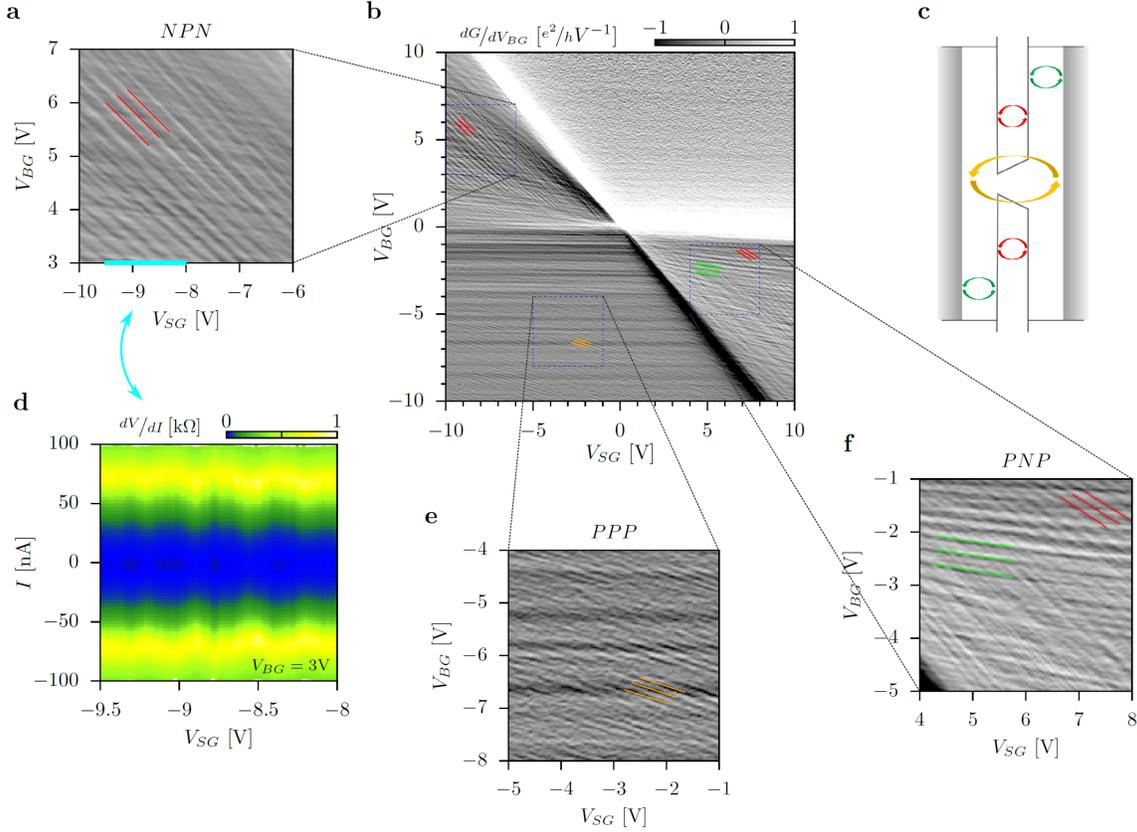 a
NPN
7
6
5
4
3
V_BG [V]
−10 −9 −8 −7 −6
V_SG [V]
b
dG/dV_BG [e²/hV⁻¹]
−1 0 1
10
5
0
−5
−10
V_BG [V]
−10 −5 0 5 10
V_SG [V]
c
d
dV/dI [kΩ]
0 1
100
50
0
−50
−100
I [nA]
V_BG = 3V
−9.5 −9 −8.5 −8
V_SG [V]
e
PPP
−4
−5
−6
−7
−8
V_BG [V]
−5 −4 −3 −2 −1
V_SG [V]
f
PNP
−1
−2
−3
−4
−5
V_BG [V]
4 5 6 7 8
V_SG [V]